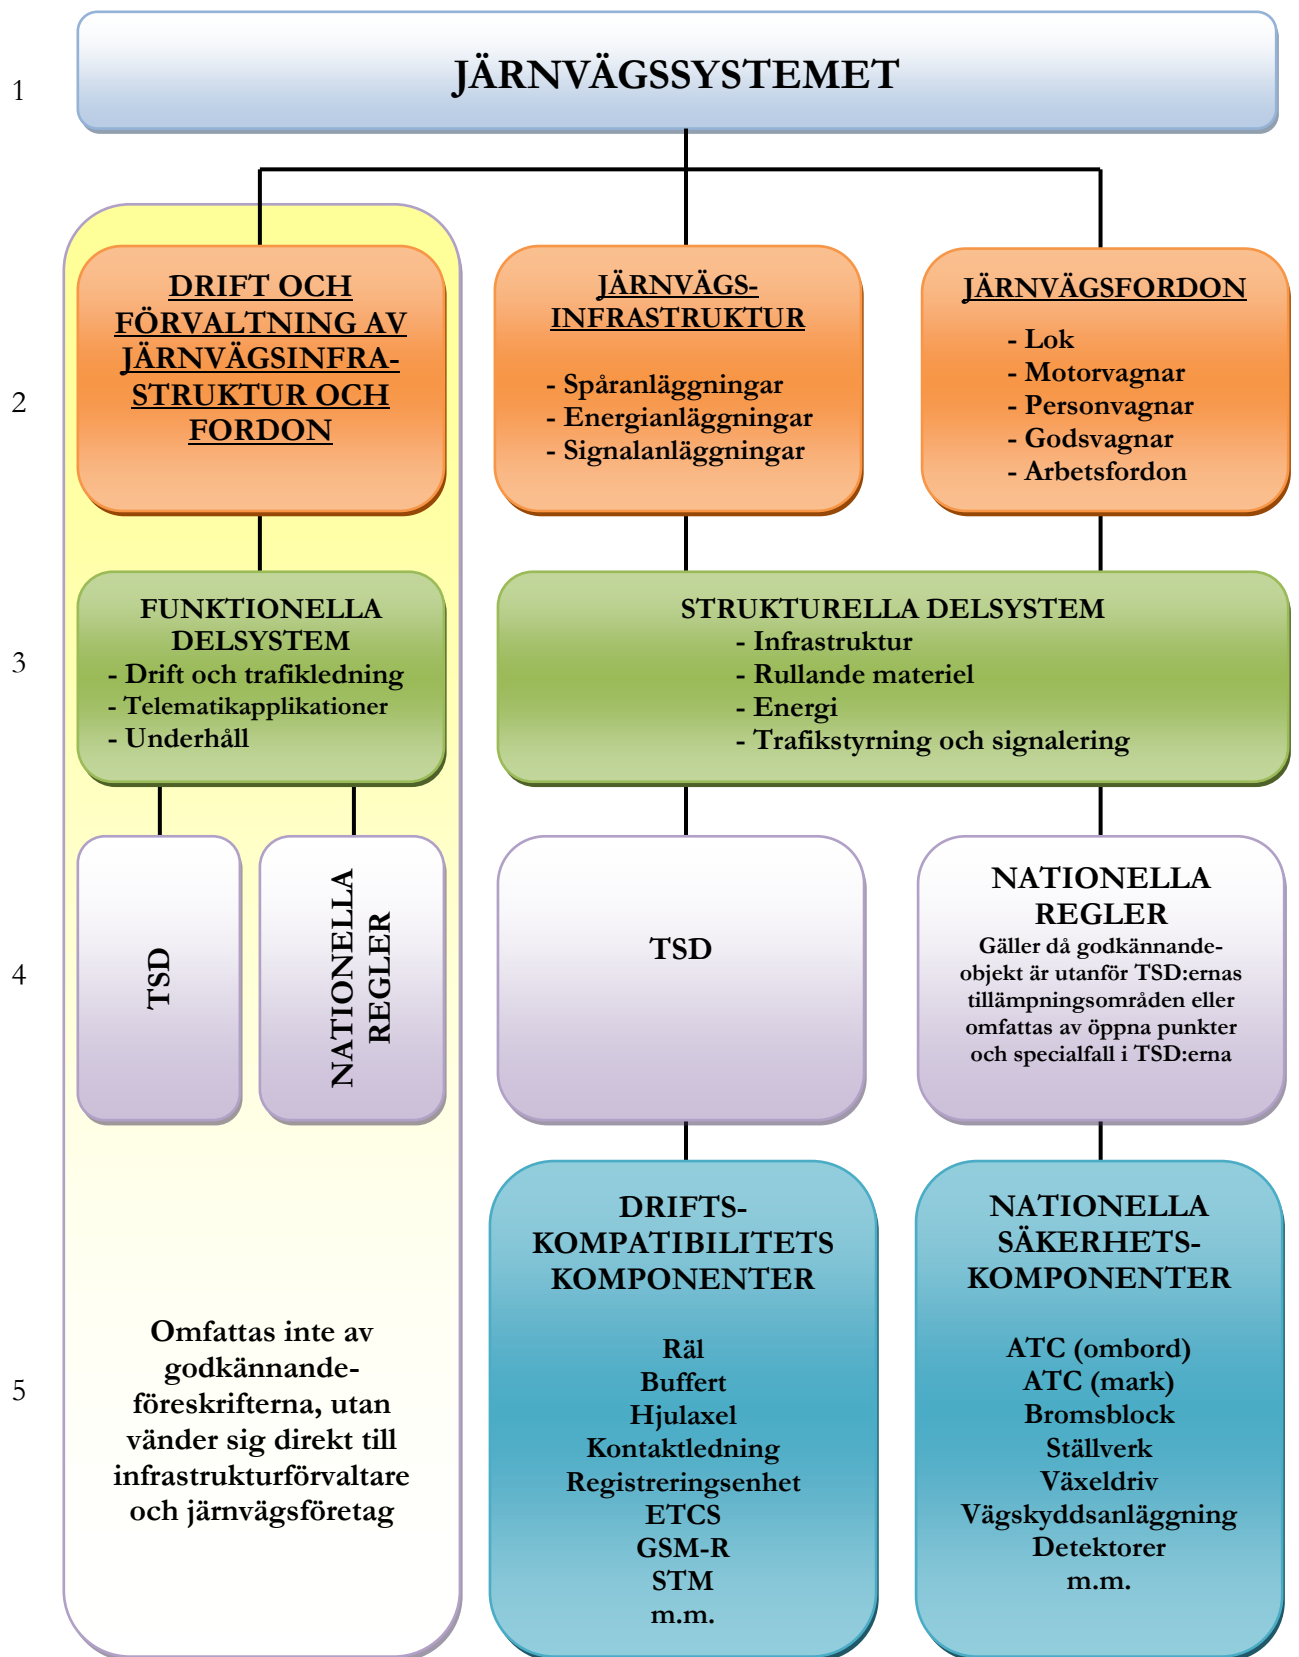 1
JÄRNVÄGSSYSTEMET
2
DRIFT OCH
FÖRVALTNING AV
JÄRNVÄGSINFRA-
STRUKTUR OCH
FORDON
JÄRNVÄGS-
INFRASTRUKTUR
- Spåranläggningar
- Energianläggningar
- Signalanläggningar
JÄRNVÄGSFORDON
- Lok
- Motorvagnar
- Personvagnar
- Godsvagnar
- Arbetsfordon
3
FUNKTIONELLA
DELSYSTEM
- Drift och trafikledning
- Telematikapplikationer
- Underhåll
STRUKTURELLA DELSYSTEM
- Infrastruktur
- Rullande materiel
- Energi
- Trafikstyrning och signalering
4
TSD
NATIONELLA
REGLER
TSD
NATIONELLA
REGLER
Gäller då godkännande-
objekt är utanför TSD:ernas
tillämpningsområden eller
omfattas av öppna punkter
och specialfall i TSD:erna
5
Omfattas inte av
godkännande-
föreskrifterna, utan
vänder sig direkt till
infrastrukturförvaltare
och järnvägsföretag
DRIFTS-
KOMPATIBILITETS
KOMPONENTER
Räl
Buffert
Hjulaxel
Kontaktledning
Registreringsenhet
ETCS
GSM-R
STM
m.m.
NATIONELLA
SÄKERHETS-
KOMPONENTER
ATC (ombord)
ATC (mark)
Bromsblock
Ställverk
Växeldriv
Vägskyddsanläggning
Detektorer
m.m.